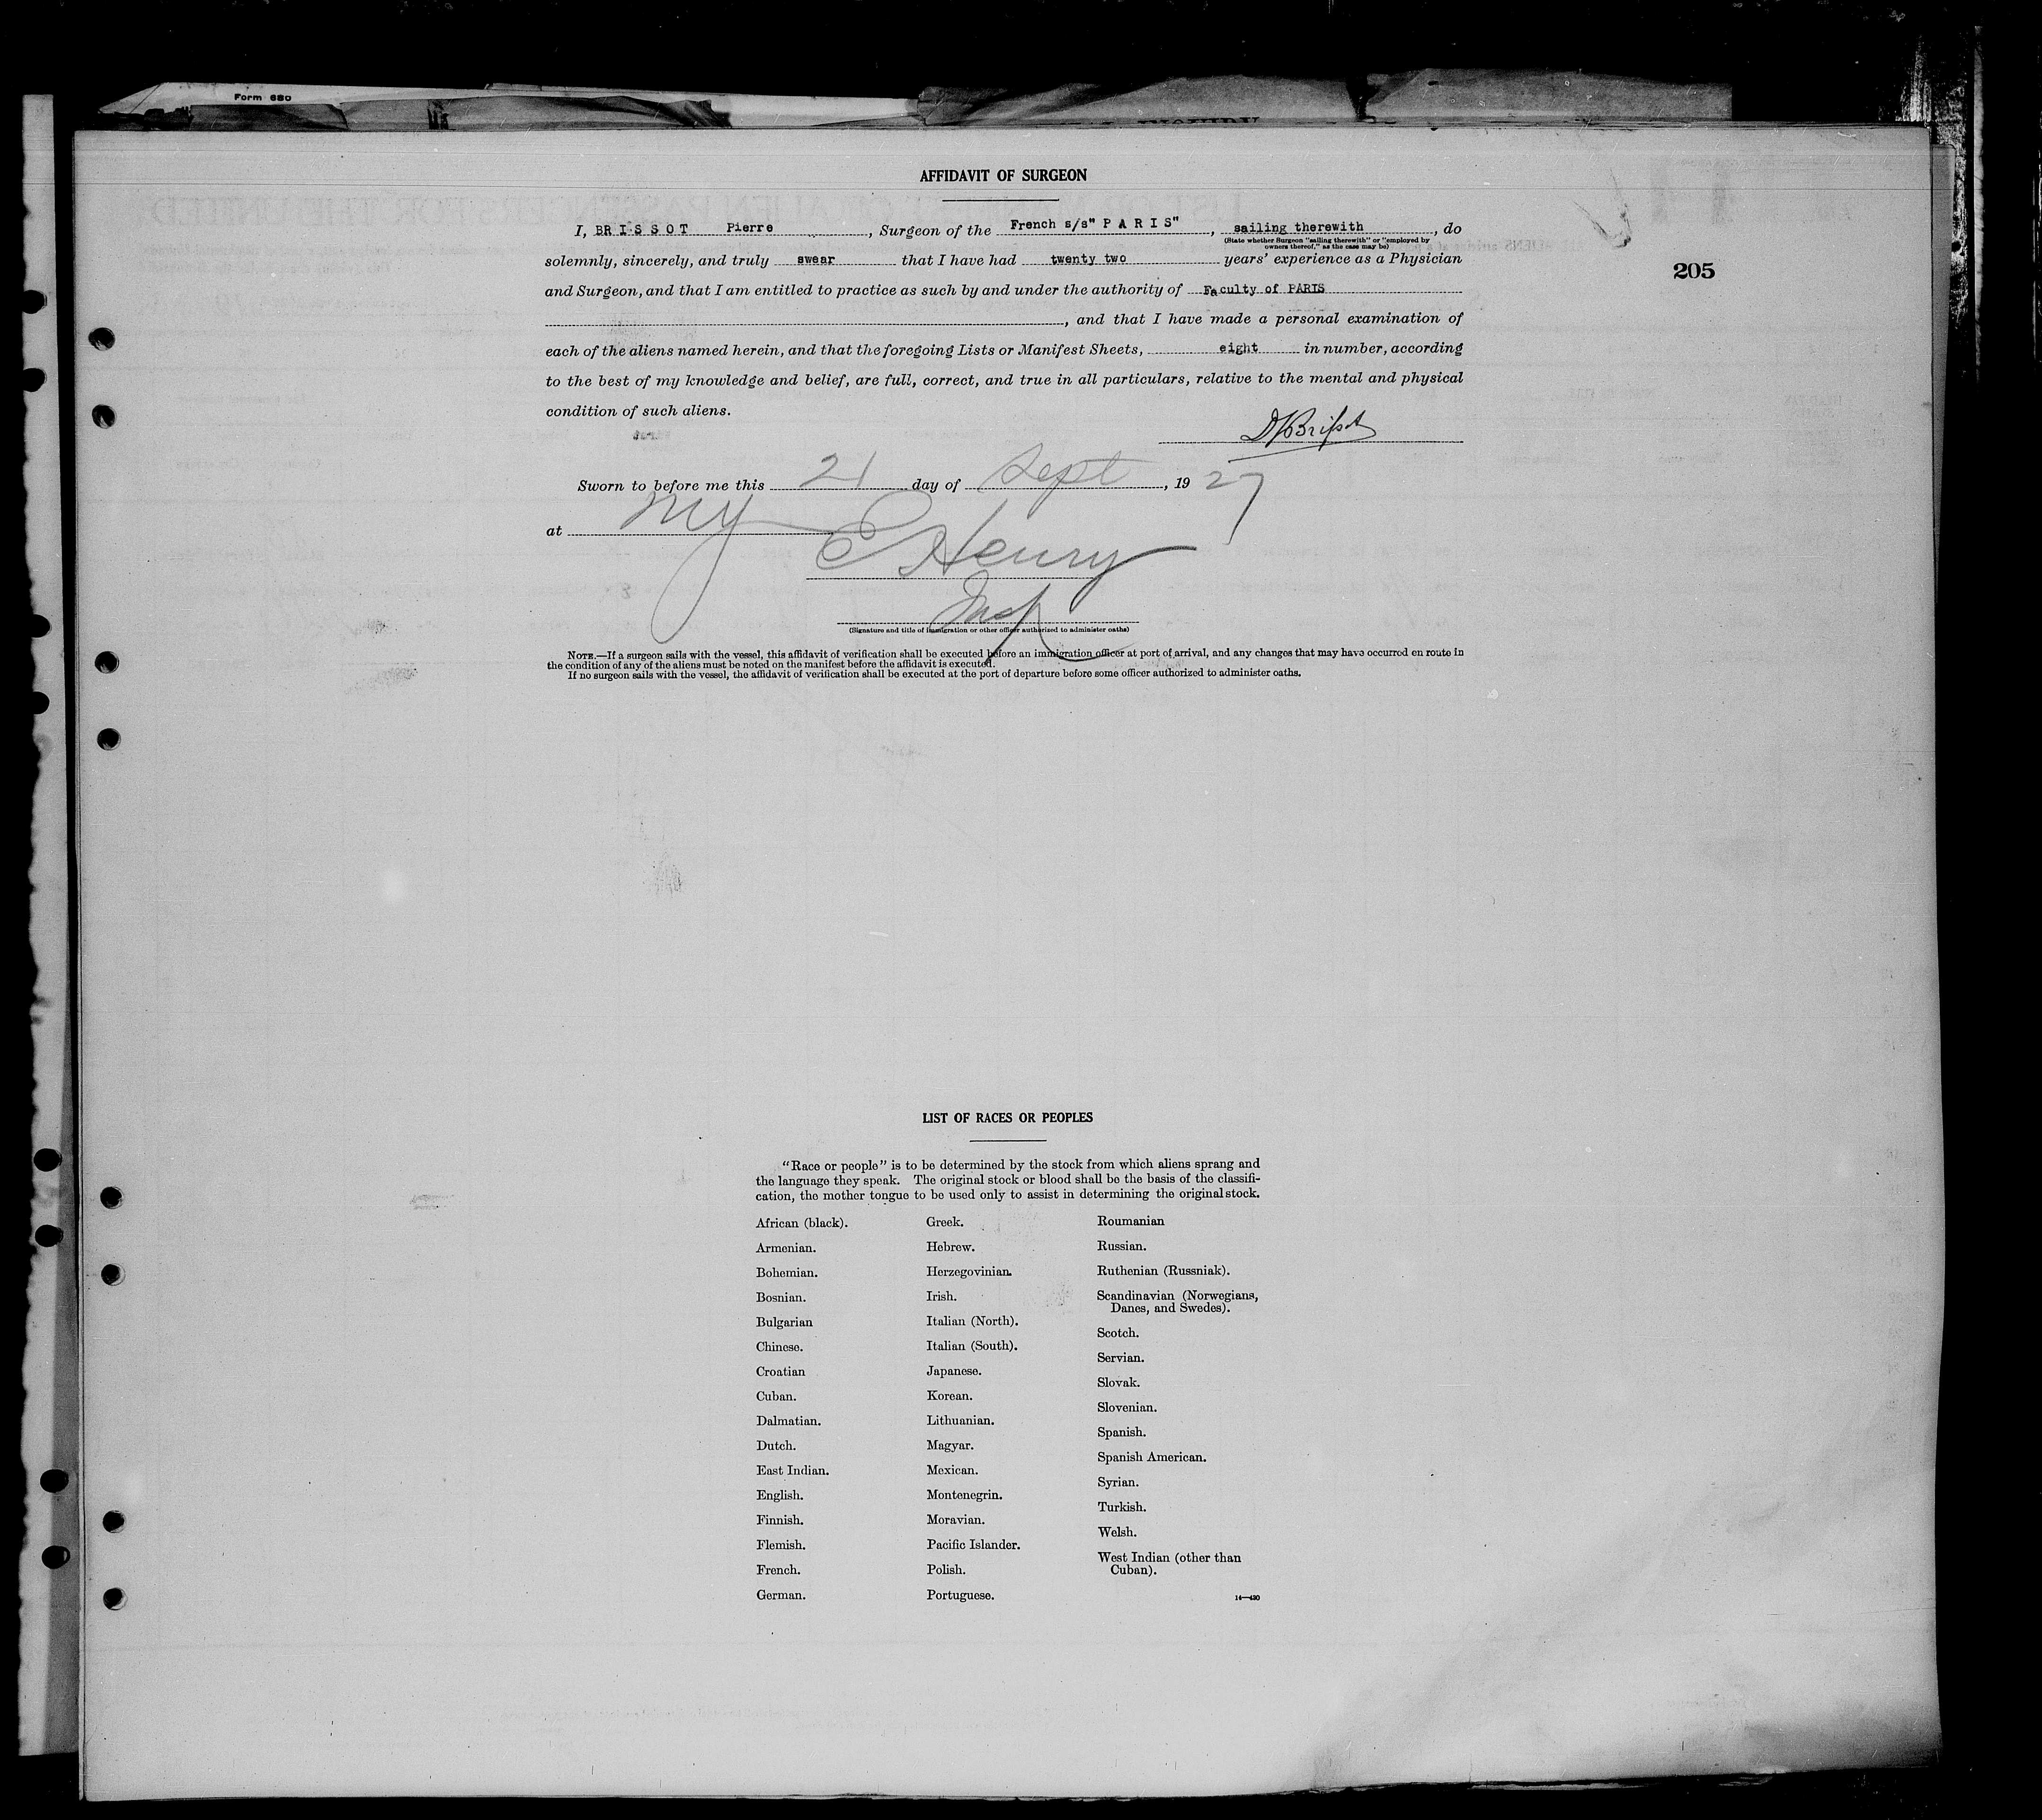 Form 680
AFFIDAVIT OF SURGEON
I, BRISSOT Pierre, Surgeon of the French s/s" P A R I S", sailing therewith, do
(State whether Surgeon "sailing therewith" or "employed by
owners thereof," as the case may be)
solemnly, sincerely, and truly swear that I have had twenty two years' experience as a Physician
205
and Surgeon, and that I am entitled to practice as such by and under the authority of Faculty of PARIS
, and that I have made a personal examination of
each of the aliens named herein, and that the foregoing Lists or Manifest Sheets, eight in number, according
to the best of my knowledge and belief, are full, correct, and true in all particulars, relative to the mental and physical
condition of such aliens.
Sworn to before me this 21 day of Sept, 1927
at NY
E Henry
Insp
(Signature and title of immigration or other officer authorized to administer oaths)
NOTE.—If a surgeon sails with the vessel, this affidavit of verification shall be executed before an immigration officer at port of arrival, and any changes that may have occurred en route in
the condition of any of the aliens must be noted on the manifest before the affidavit is executed.
If no surgeon sails with the vessel, the affidavit of verification shall be executed at the port of departure before some officer authorized to administer oaths.
LIST OF RACES OR PEOPLES
"Race or people" is to be determined by the stock from which aliens sprang and
the language they speak. The original stock or blood shall be the basis of the classifi-
cation, the mother tongue to be used only to assist in determining the original stock.
African (black).
Armenian.
Bohemian.
Bosnian.
Bulgarian
Chinese.
Croatian
Cuban.
Dalmatian.
Dutch.
East Indian.
English.
Finnish.
Flemish.
French.
German.
Greek.
Hebrew.
Herzegovinian.
Irish.
Italian (North).
Italian (South).
Japanese.
Korean.
Lithuanian.
Magyar.
Mexican.
Montenegrin.
Moravian.
Pacific Islander.
Polish.
Portuguese.
Roumanian
Russian.
Ruthenian (Russniak).
Scandinavian (Norwegians,
Danes, and Swedes).
Scotch.
Servian.
Slovak.
Slovenian.
Spanish.
Spanish American.
Syrian.
Turkish.
Welsh.
West Indian (other than
Cuban).
14—420